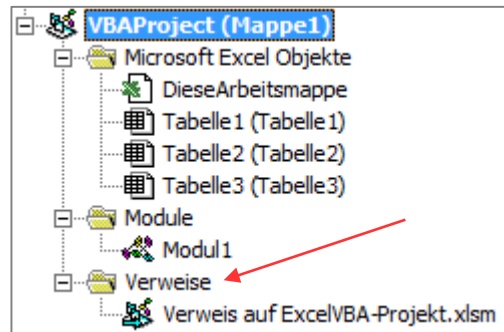 VBAProject (Mappe1)
Microsoft Excel Objekte
DieseArbeitsmappe
Tabelle1 (Tabelle1)
Tabelle2 (Tabelle2)
Tabelle3 (Tabelle3)
Module
Modul1
Verweise
Verweis auf ExcelVBA-Projekt.xlsm